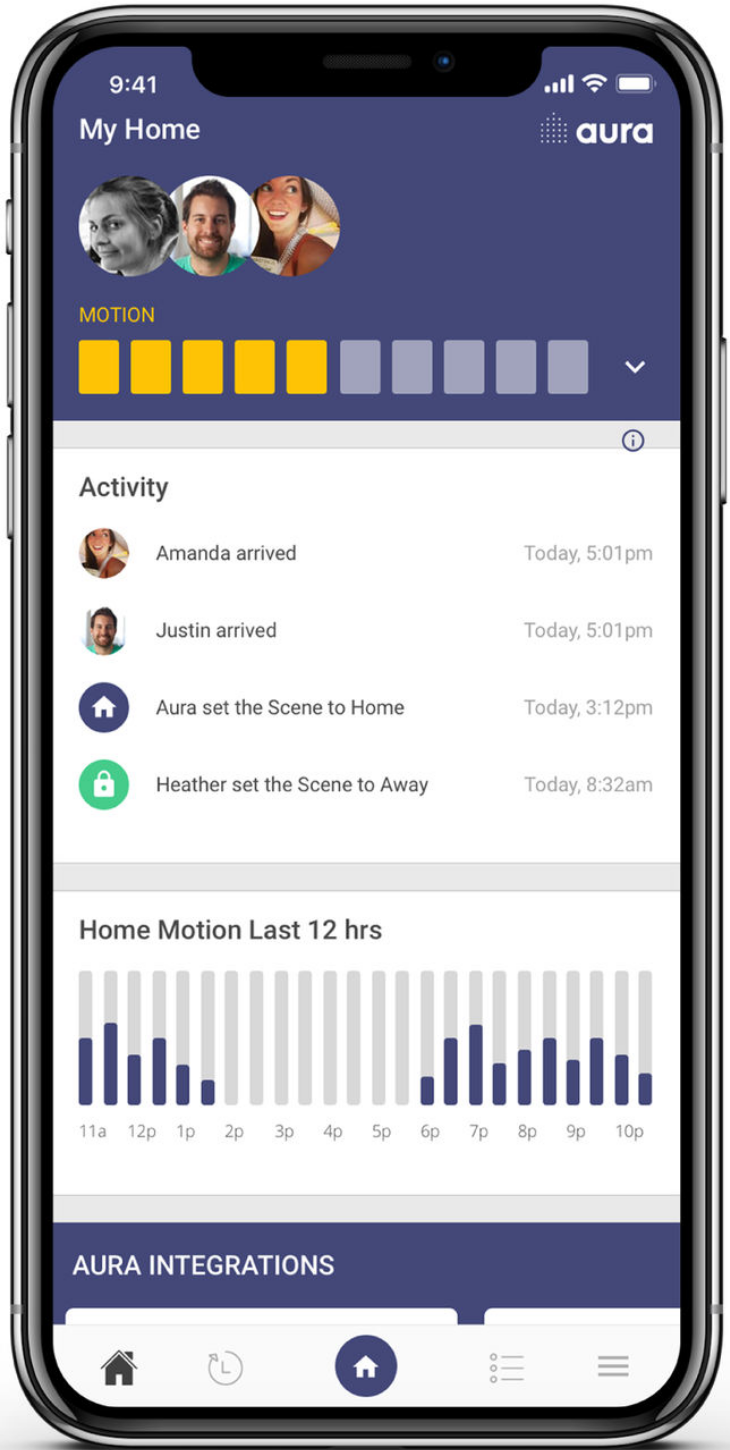 9:41
My Home
aura
MOTION
Activity
Amanda arrived Today, 5:01pm
Justin arrived Today, 5:01pm
Aura set the Scene to Home Today, 3:12pm
Heather set the Scene to Away Today, 8:32am
Home Motion Last 12 hrs
11a 12p 1p 2p 3p 4p 5p 6p 7p 8p 9p 10p
AURA INTEGRATIONS